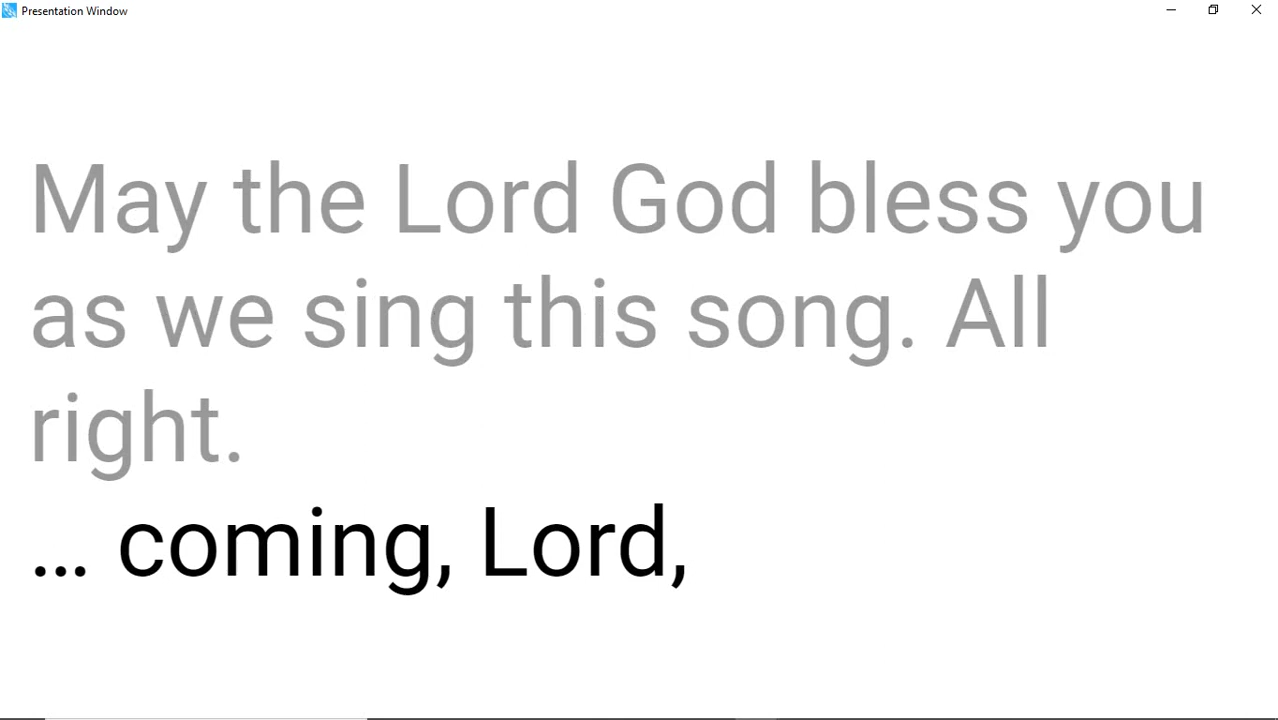 Presentation Window
May the Lord God bless you
as we sing this song. All
right.
... coming, Lord,